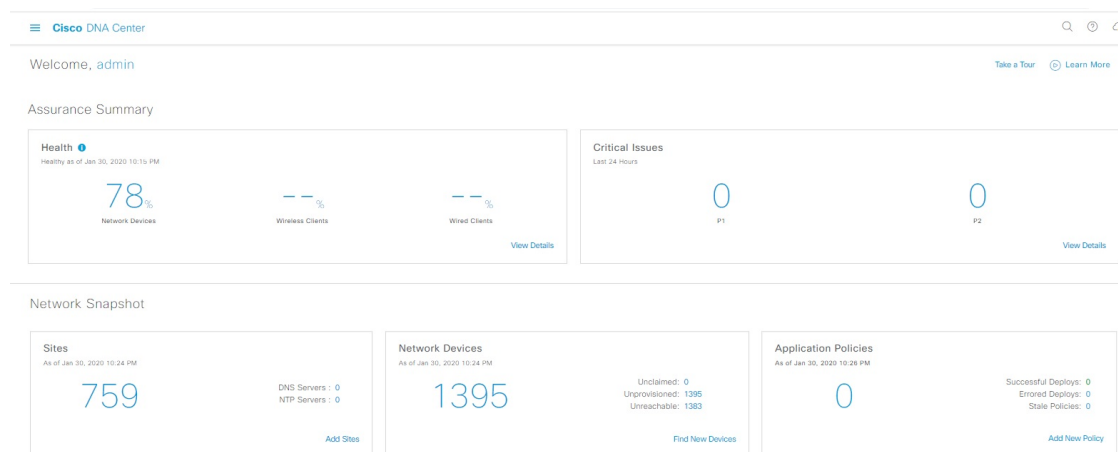 Cisco DNA Center
Welcome, admin
Take a Tour
Learn More
Assurance Summary
Health
Healthy as of Jan 30, 2020 10:15 PM
78%
Network Devices
--%
Wireless Clients
--%
Wired Clients
View Details
Critical Issues
Last 24 Hours
0
P1
0
P2
View Details
Network Snapshot
Sites
As of Jan 30, 2020 10:24 PM
759
DNS Servers : 0
NTP Servers : 0
Add Sites
Network Devices
As of Jan 30, 2020 10:24 PM
1395
Unclaimed: 0
Unprovisioned: 1395
Unreachable: 1383
Find New Devices
Application Policies
As of Jan 30, 2020 10:26 PM
0
Successful Deploys: 0
Errored Deploys: 0
Stale Policies: 0
Add New Policy